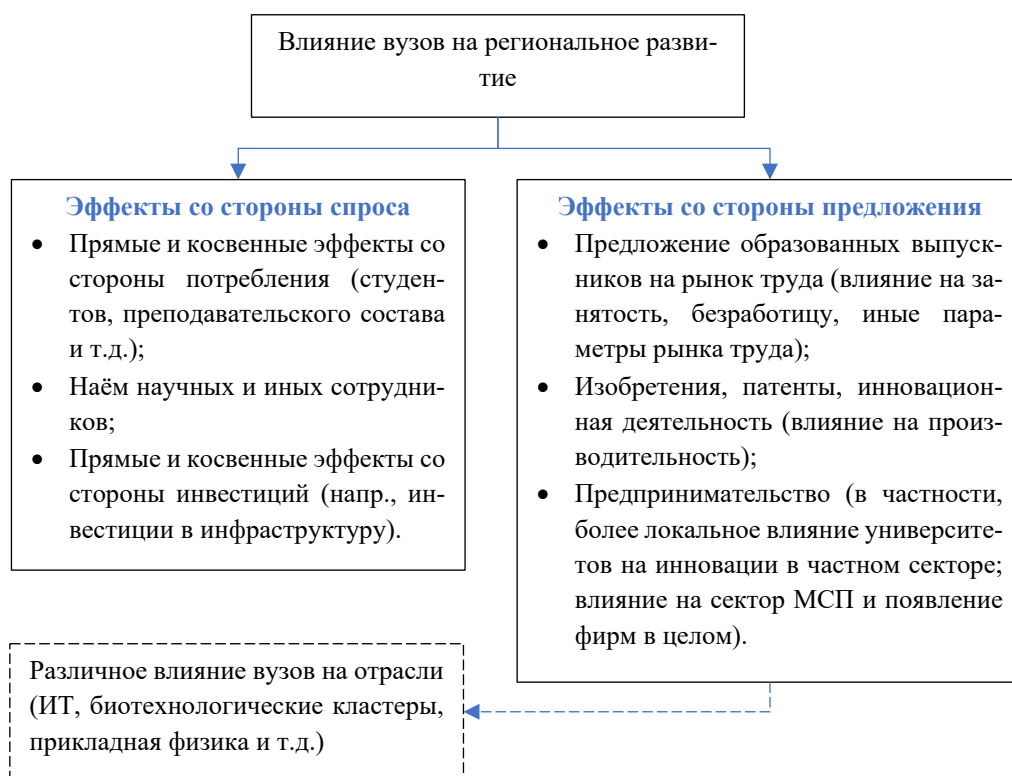 Влияние вузов на региональное разви-
тие
Эффекты со стороны спроса
• Прямые и косвенные эффекты со
стороны потребления (студен-
тов, преподавательского состава
и т.д.);
• Наём научных и иных сотрудни-
ков;
• Прямые и косвенные эффекты со
стороны инвестиций (напр., ин-
вестиции в инфраструктуру).
Эффекты со стороны предложения
• Предложение образованных выпуск-
ников на рынок труда (влияние на за-
нятость, безработицу, иные пара-
метры рынка труда);
• Изобретения, патенты, инновацион-
ная деятельность (влияние на произ-
водительность);
• Предпринимательство (в частности,
более локальное влияние университе-
тов на инновации в частном секторе;
влияние на сектор МСП и появление
фирм в целом).
Различное влияние вузов на отрасли
(ИТ, биотехнологические кластеры,
прикладная физика и т.д.)